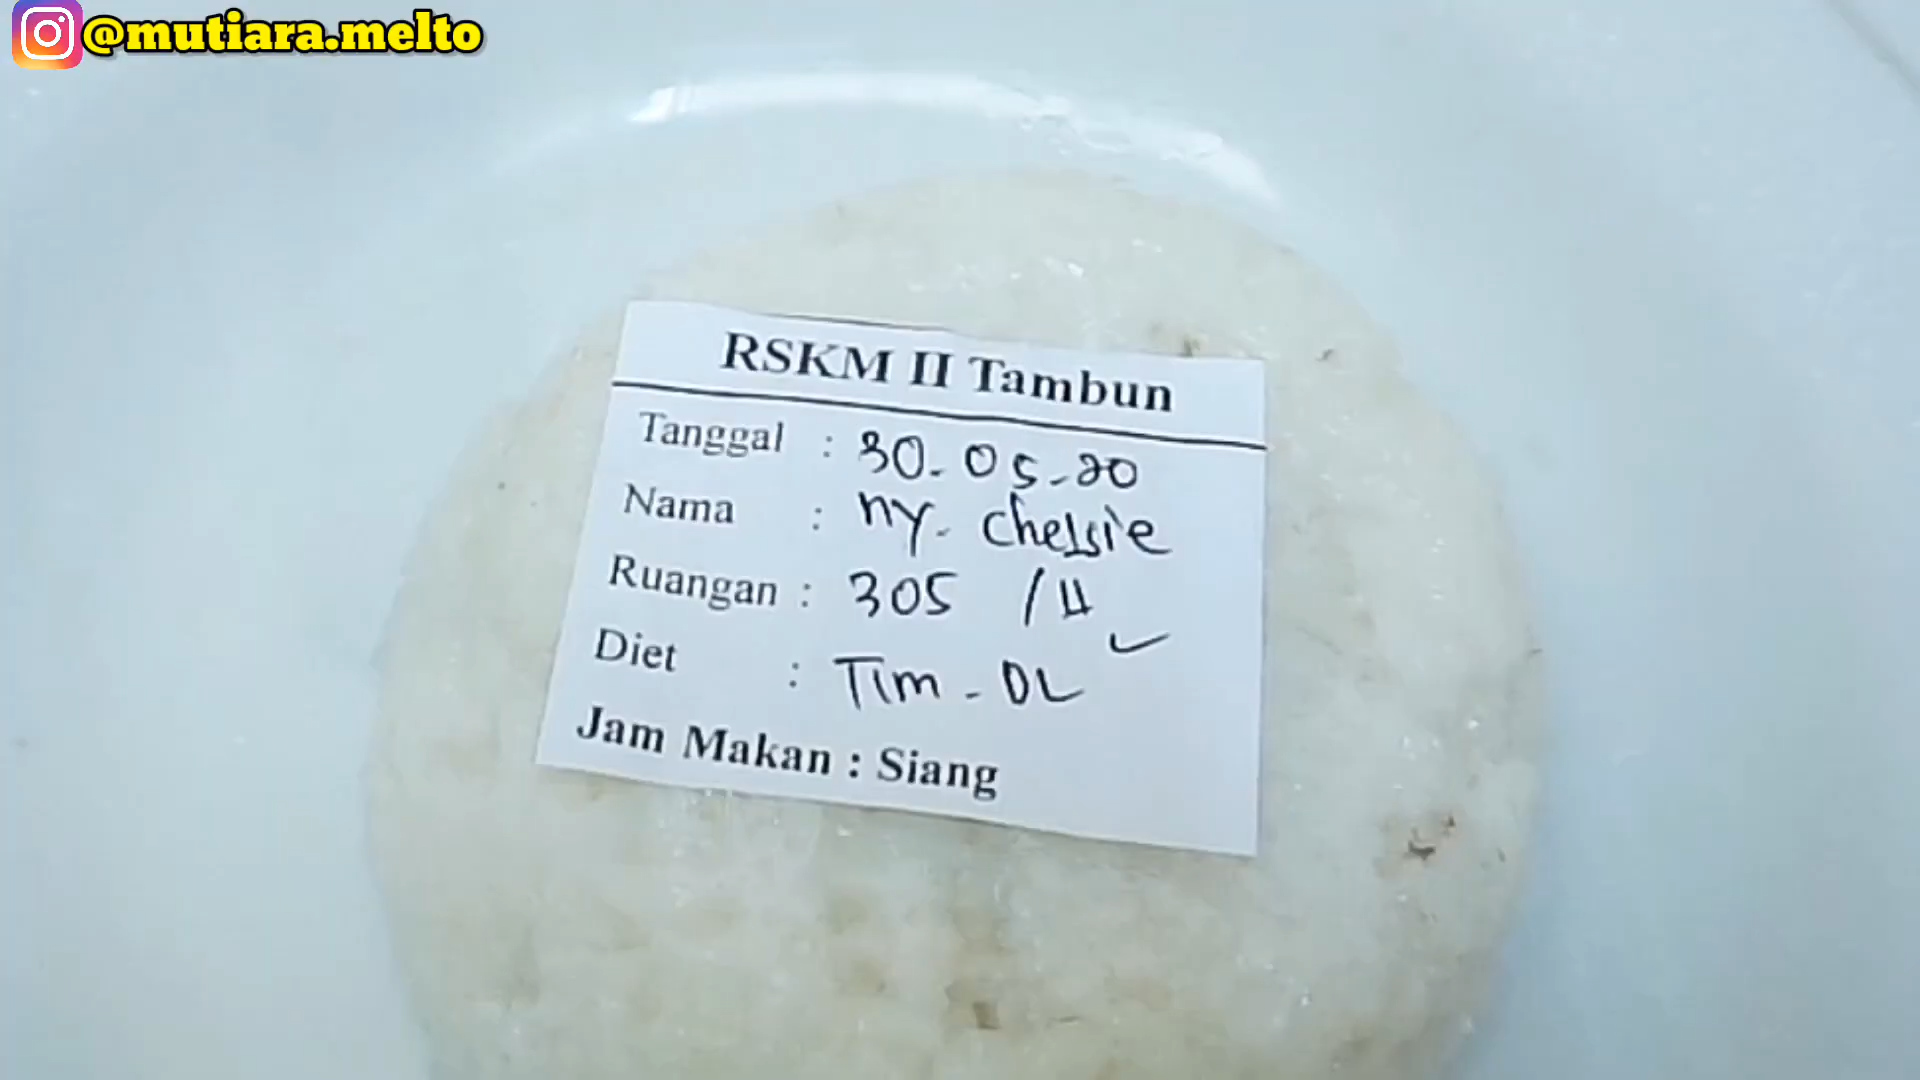 @mutiara.melto
RSKM II Tambun
Tanggal : 30-05-20
Nama : Ny. Chelsie
Ruangan : 305 /II
Diet : TIM - DL
Jam Makan : Siang